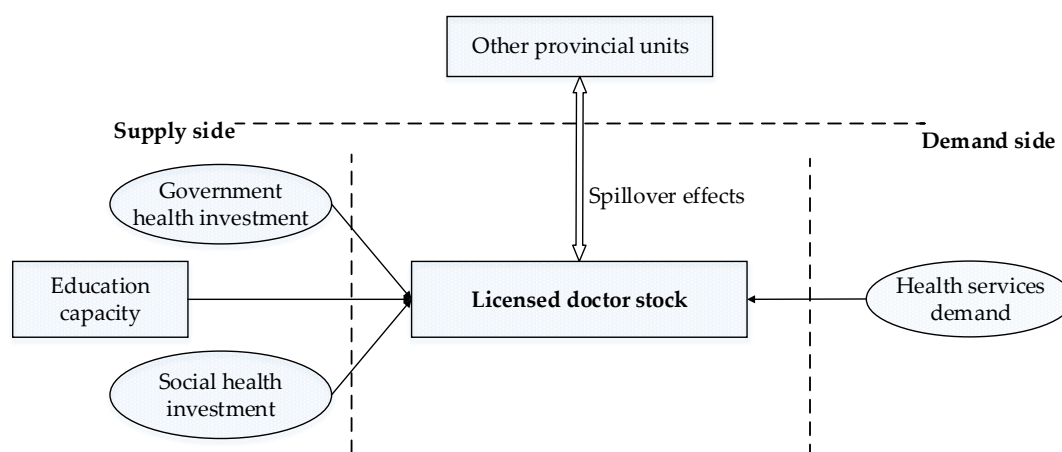 Other provincial units
Supply side
Demand side
Government
health investment
Spillover effects
Education
capacity
Licensed doctor stock
Health services
demand
Social health
investment